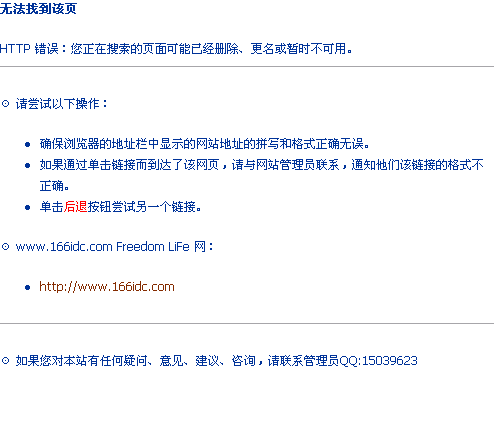 无法找到该页
HTTP 错误：您正在搜索的页面可能已经删除、更名或暂时不可用。
请尝试以下操作：
确保浏览器的地址栏中显示的网站地址的拼写和格式正确无误。
如果通过单击链接而到达了该网页，请与网站管理员联系，通知他们该链接的格式不
正确。
单击后退按钮尝试另一个链接。
www.166idc.com Freedom LiFe 网：
http://www.166idc.com
如果您对本站有任何疑问、意见、建议、咨询，请联系管理员QQ:15039623